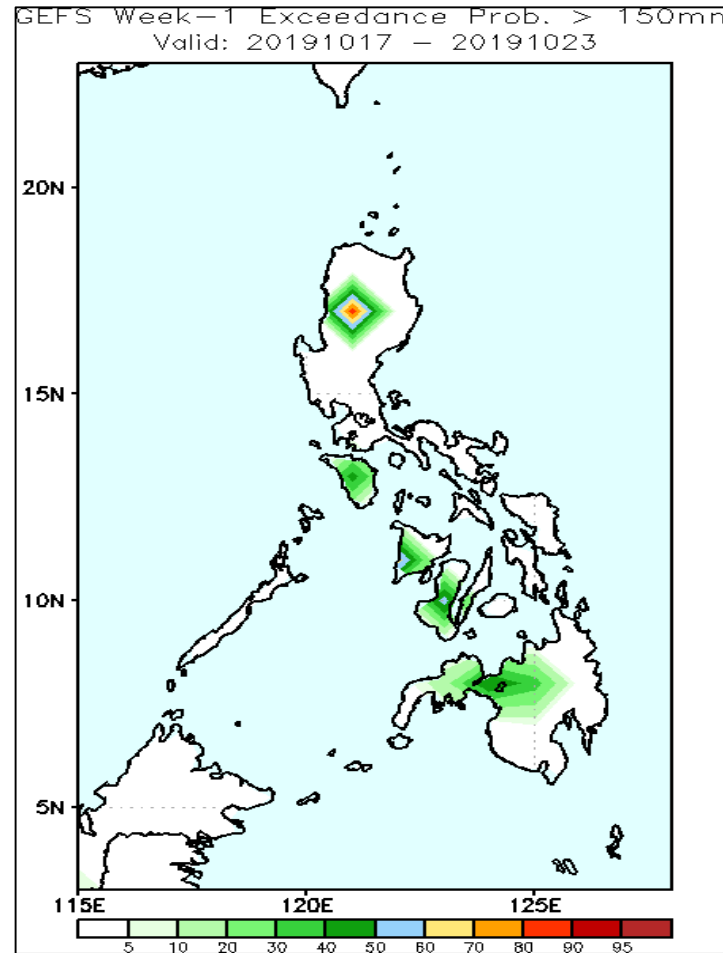 GEFS Week-1 Exceedance Prob. > 150mm
Valid: 20191017 - 20191023
20N
15N
10N
5N
115E 120E 125E
5 10 20 30 40 50 60 70 80 90 95